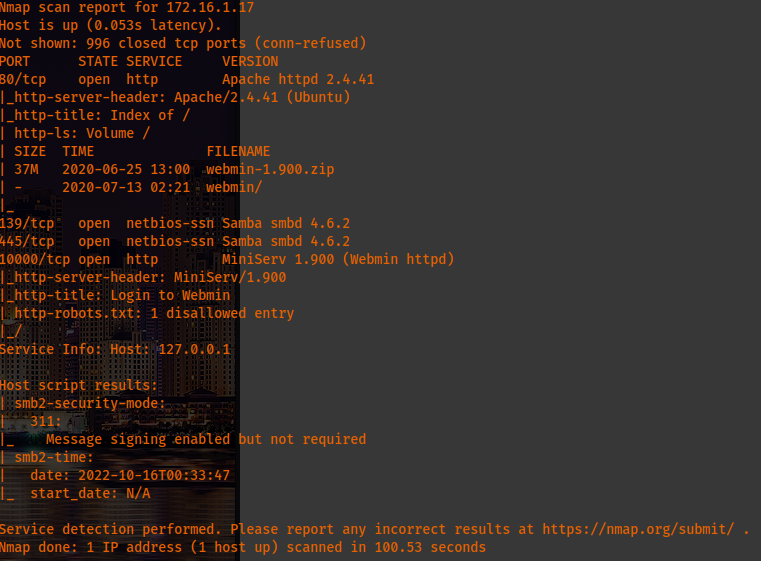 Nmap scan report for 172.16.1.17
Host is up (0.053s latency).
Not shown: 996 closed tcp ports (conn-refused)
PORT      STATE SERVICE     VERSION
80/tcp    open  http        Apache httpd 2.4.41
|_http-server-header: Apache/2.4.41 (Ubuntu)
|_http-title: Index of /
| http-ls: Volume /
| SIZE  TIME              FILENAME
| 37M   2020-06-25 13:00  webmin-1.900.zip
| -     2020-07-13 02:21  webmin/
|_
139/tcp   open  netbios-ssn Samba smbd 4.6.2
445/tcp   open  netbios-ssn Samba smbd 4.6.2
10000/tcp open  http        MiniServ 1.900 (Webmin httpd)
|_http-server-header: MiniServ/1.900
|_http-title: Login to Webmin
| http-robots.txt: 1 disallowed entry
|_/
Service Info: Host: 127.0.0.1

Host script results:
| smb2-security-mode:
|   311:
|_    Message signing enabled but not required
| smb2-time:
|   date: 2022-10-16T00:33:47
|_  start_date: N/A

Service detection performed. Please report any incorrect results at https://nmap.org/submit/ .
Nmap done: 1 IP address (1 host up) scanned in 100.53 seconds